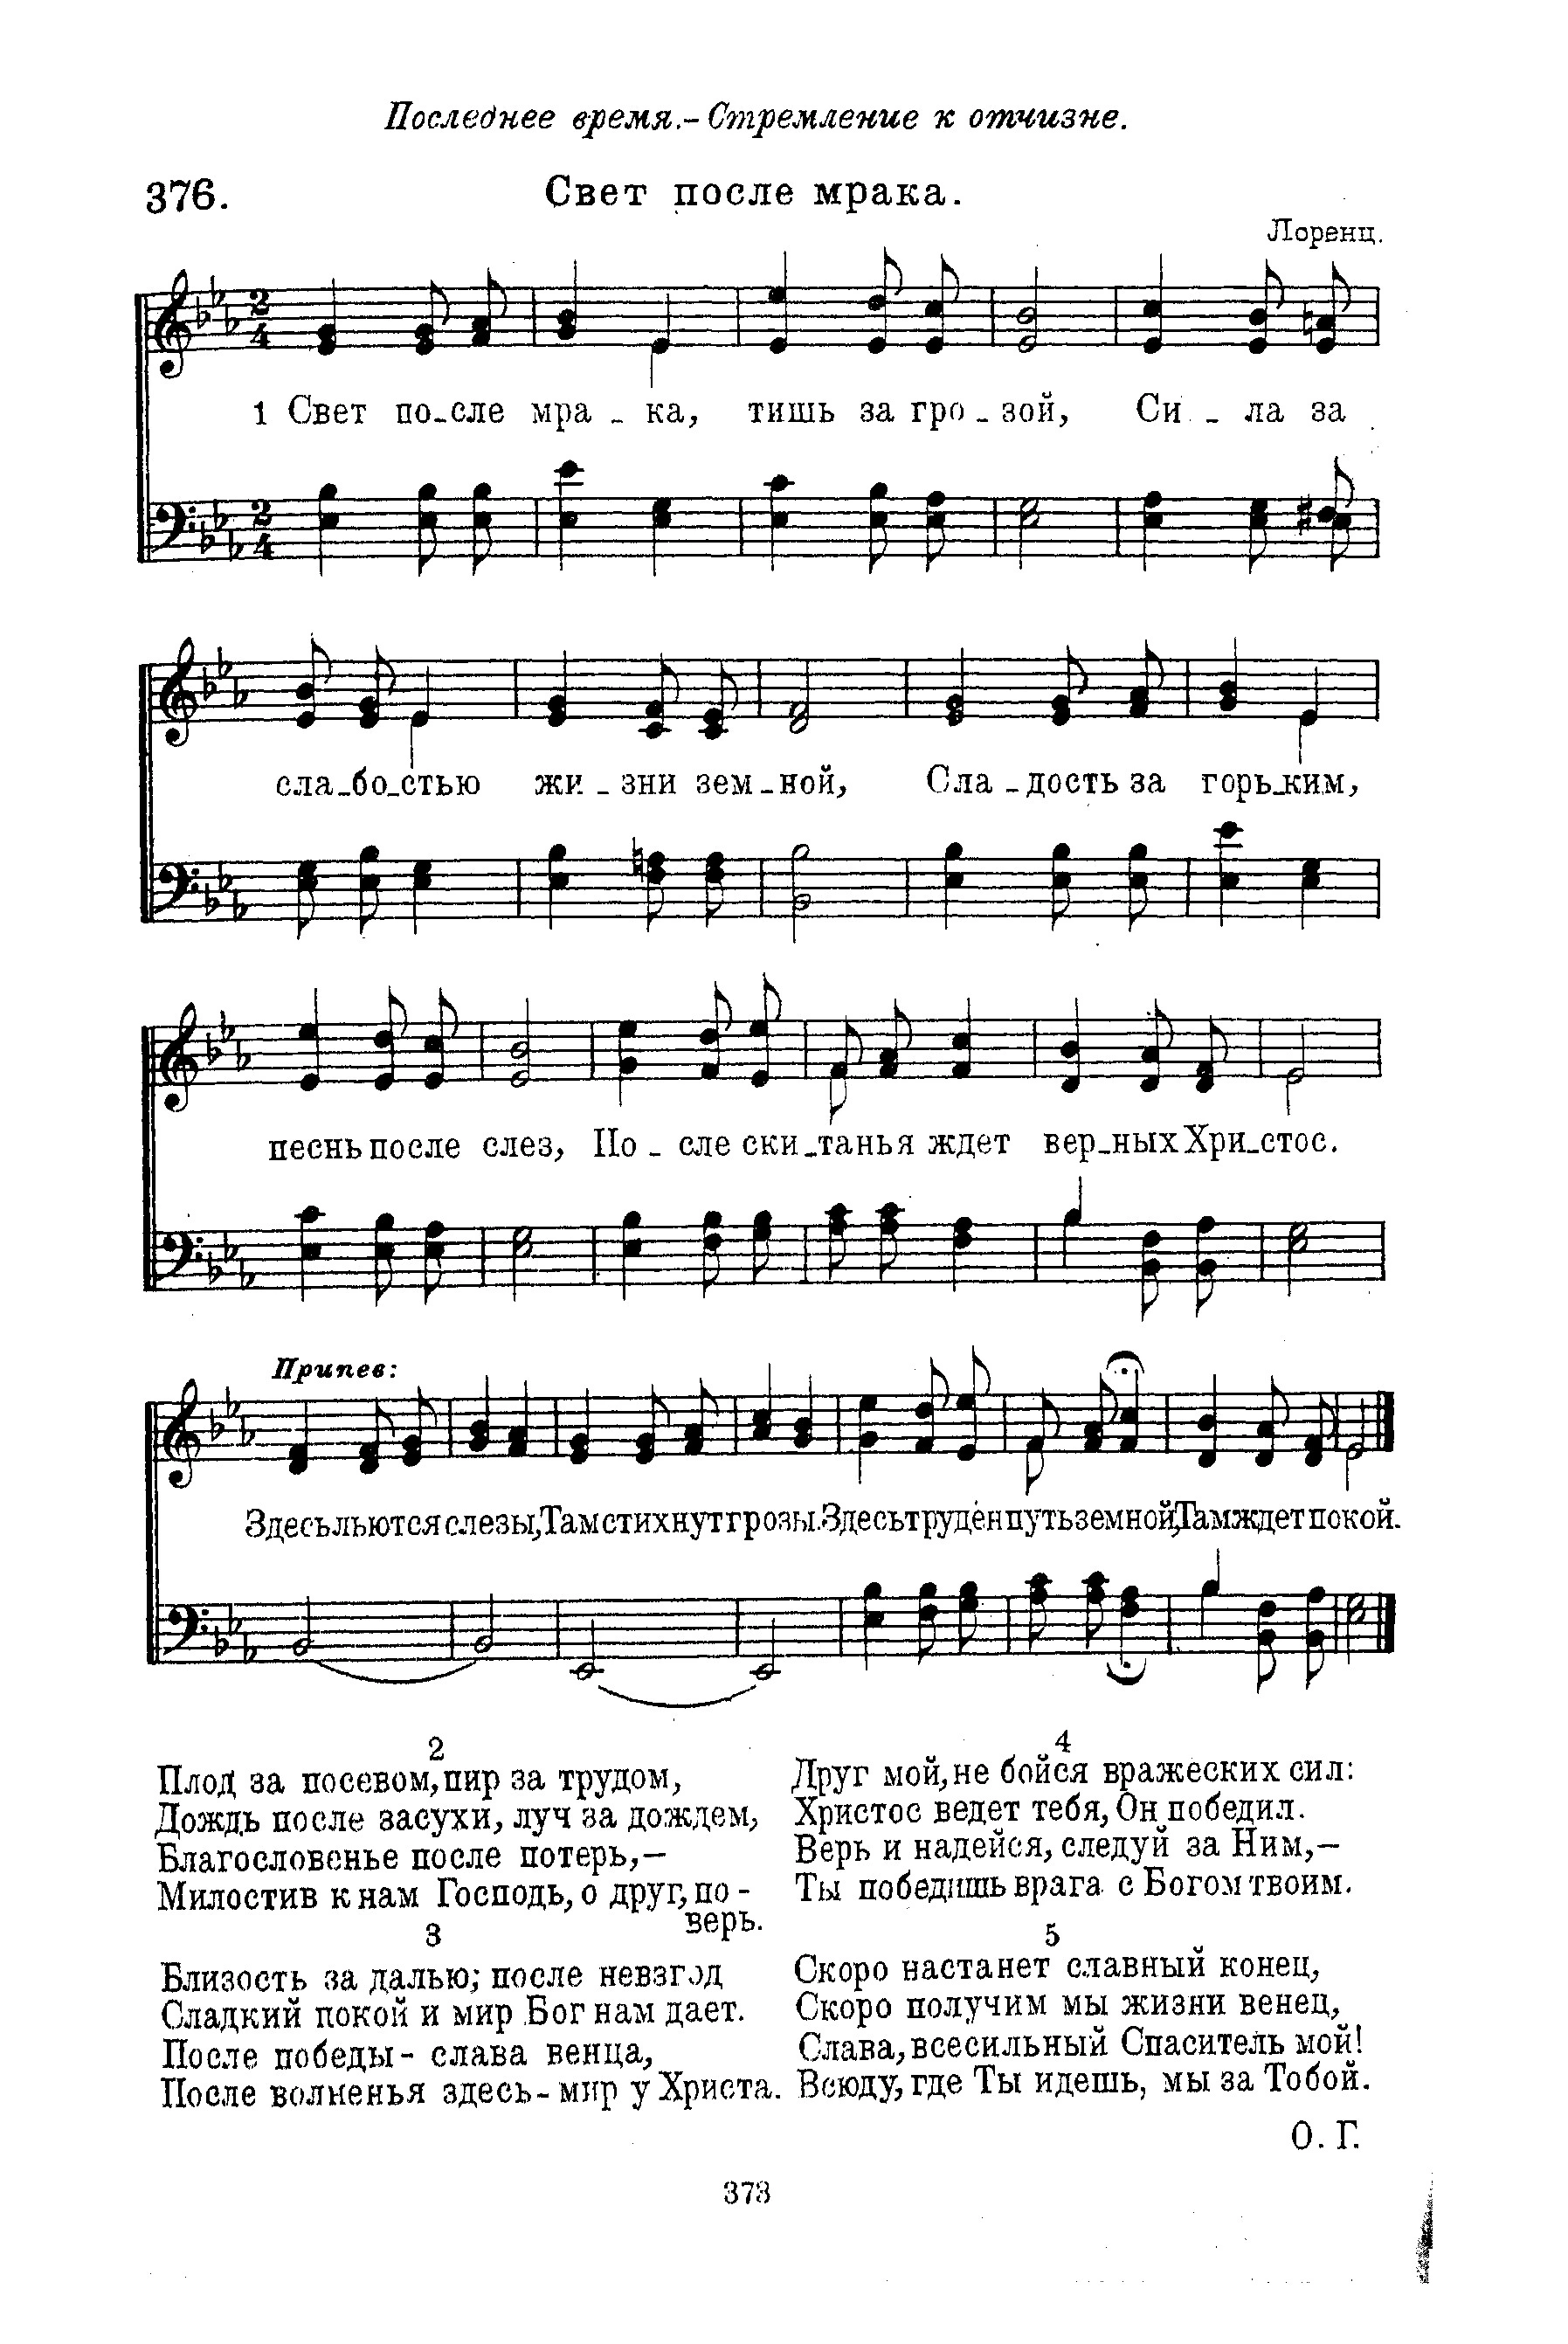 Последнее время.- Стремление к отчизне.
376.
Свет после мрака.
Лоренц.
1 Свет по-сле мра - ка, тишь за гро - зой, Си - ла за
сла-бо-стью жи - зни зем-ной, Сла - дость за горь-ким,
песнь после слез, По - сле ски-танья ждет вер-ных Хри-стос.
Припев:
Здесь льются слезы, Там стихнут грозы. Здесь труден путь земной, Там ждет покой.
2
Плод за посевом, пир за трудом,
Дождь после засухи, луч за дождем,
Благословенье после потерь,—
Милостив к нам Господь, о друг, по-
верь.
3
Близость за далью; после невзгод
Сладкий покой и мир Бог нам дает.
После победы - слава венца,
После волненья здесь - мир у Христа.
4
Друг мой, не бойся вражеских сил:
Христос ведет тебя, Он победил.
Верь и надейся, следуй за Ним,—
Ты победишь врага с Богом твоим.
5
Скоро настанет славный конец,
Скоро получим мы жизни венец,
Слава, всесильный Спаситель мой!
Всюду, где Ты идешь, мы за Тобой.
О. Г.
373